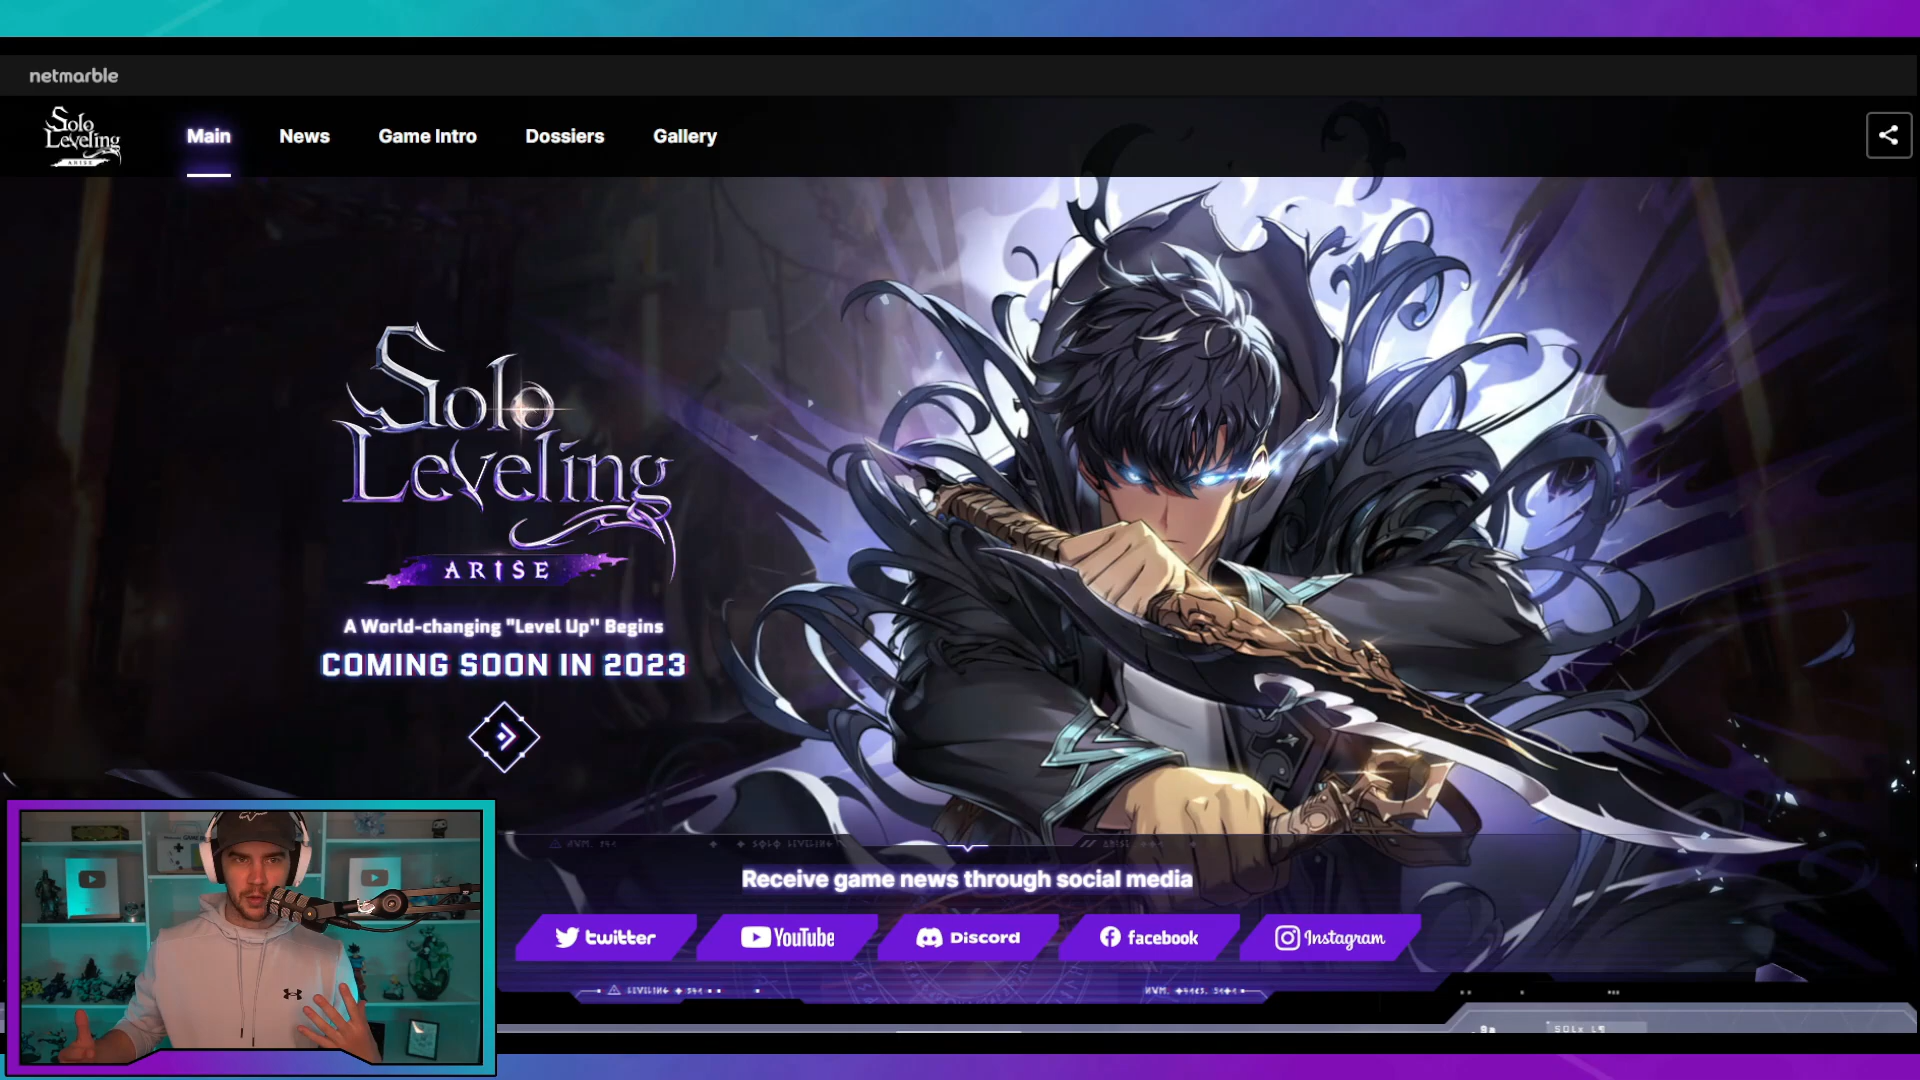 netmarble
Solo
Leveling
ARISE
Main
News
Game Intro
Dossiers
Gallery
Solo
Leveling
ARISE
A World-changing "Level Up" Begins
COMING SOON IN 2023
Receive game news through social media
twitter
YouTube
Discord
facebook
Instagram